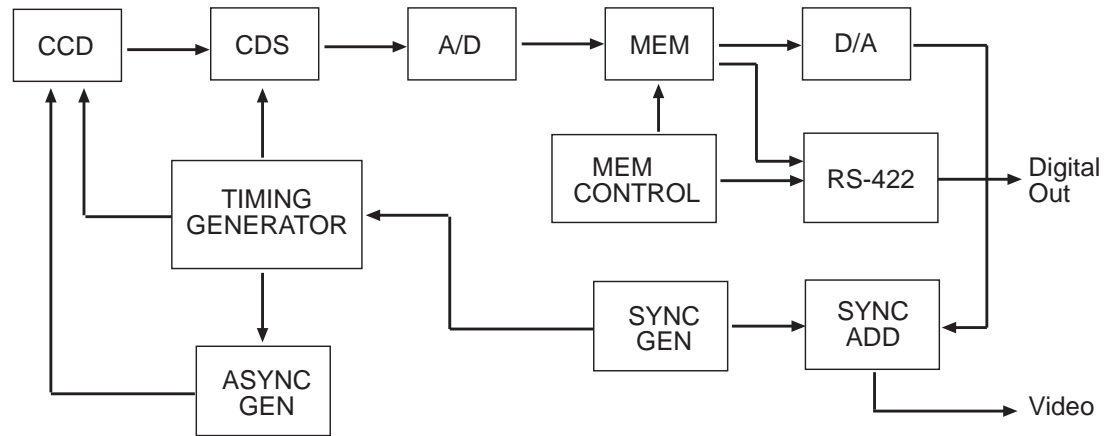 CCD
CDS
A/D
MEM
D/A
TIMING
GENERATOR
MEM
CONTROL
RS-422
Digital
Out
ASYNC
GEN
SYNC
GEN
SYNC
ADD
Video